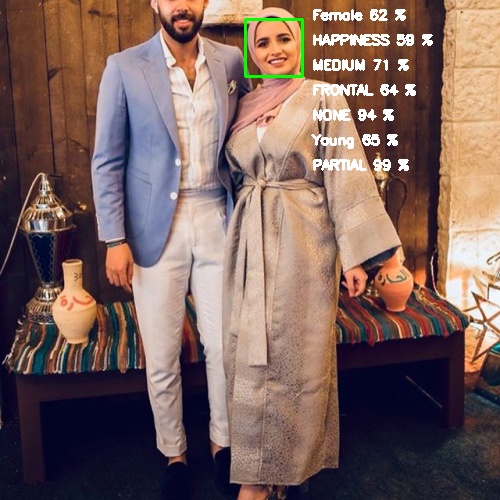 Female 62 %
HAPPINESS 59 %
MEDIUM 71 %
FRONTAL 64 %
NONE 94 %
Young 65 %
PARTIAL 99 %